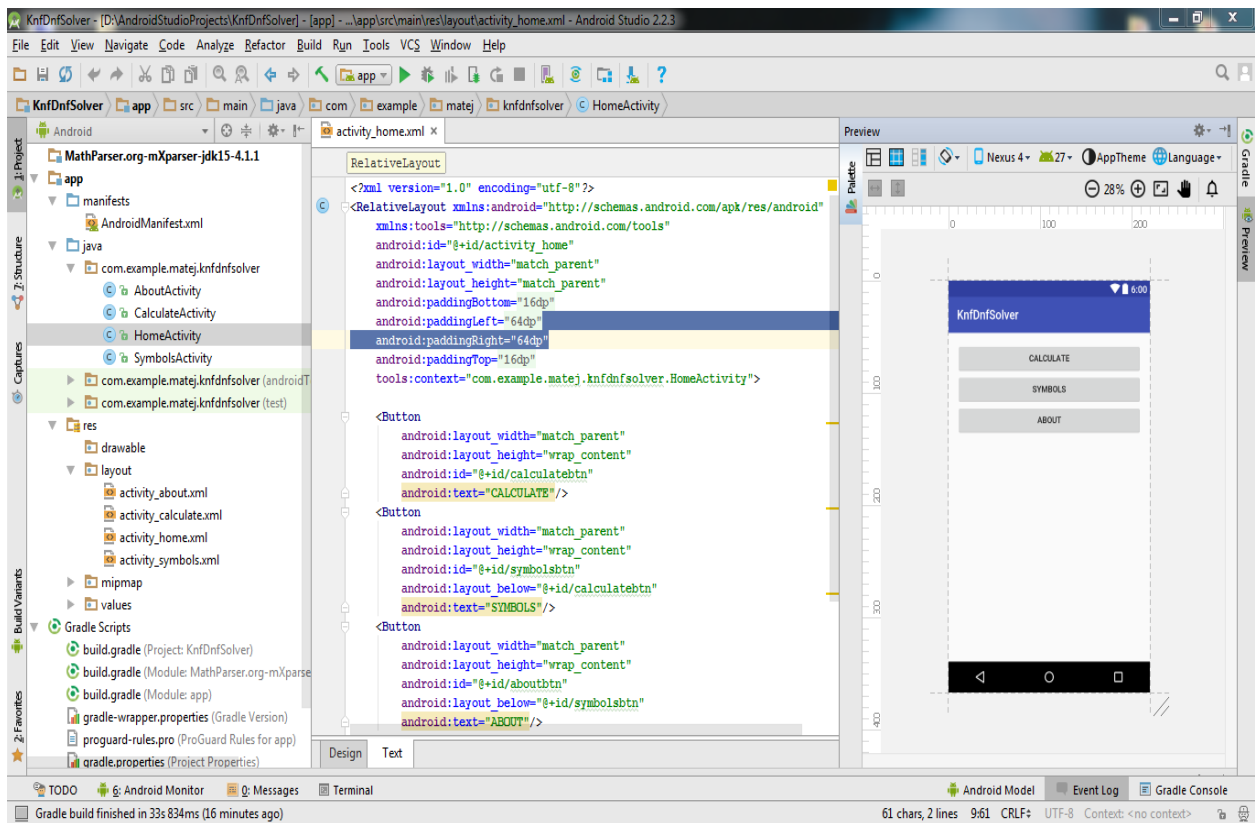 KnfDnfSolver - [D:\AndroidStudioProjects\KnfDnfSolver] - [app] - ...\app\src\main\res\layout\activity_home.xml - Android Studio 2.2.3
File Edit View Navigate Code Analyze Refactor Build Run Tools VCS Window Help
app
KnfDnfSolver app src main java com example matej knfdnfsolver HomeActivity
1: Project
Z: Structure
Captures
Build Variants
2: Favorites
Android
MathParser.org-mXparser-jdk15-4.1.1
app
manifests
AndroidManifest.xml
java
com.example.matej.knfdnfsolver
AboutActivity
CalculateActivity
HomeActivity
SymbolsActivity
com.example.matej.knfdnfsolver (androidT
com.example.matej.knfdnfsolver (test)
res
drawable
layout
activity_about.xml
activity_calculate.xml
activity_home.xml
activity_symbols.xml
mipmap
values
Gradle Scripts
build.gradle (Project: KnfDnfSolver)
build.gradle (Module: MathParser.org-mXparse
build.gradle (Module: app)
gradle-wrapper.properties (Gradle Version)
proguard-rules.pro (ProGuard Rules for app)
gradle.properties (Project Properties)
activity_home.xml
RelativeLayout
<?xml version="1.0" encoding="utf-8"?>
<RelativeLayout xmlns:android="http://schemas.android.com/apk/res/android"
xmlns:tools="http://schemas.android.com/tools"
android:id="@+id/activity_home"
android:layout_width="match_parent"
android:layout_height="match_parent"
android:paddingBottom="16dp"
android:paddingLeft="64dp"
android:paddingRight="64dp"
android:paddingTop="16dp"
tools:context="com.example.matej.knfdnfsolver.HomeActivity">
<Button
android:layout_width="match_parent"
android:layout_height="wrap_content"
android:id="@+id/calculatebtn"
android:text="CALCULATE"/>
<Button
android:layout_width="match_parent"
android:layout_height="wrap_content"
android:id="@+id/symbolsbtn"
android:layout_below="@+id/calculatebtn"
android:text="SYMBOLS"/>
<Button
android:layout_width="match_parent"
android:layout_height="wrap_content"
android:id="@+id/aboutbtn"
android:layout_below="@+id/symbolsbtn"
android:text="ABOUT"/>
Design Text
Preview
Palette
Nexus 4 27 AppTheme Language
28%
0 100 200
0
100
200
300
400
6:00
KnfDnfSolver
CALCULATE
SYMBOLS
ABOUT
Gradle
Preview
TODO 6: Android Monitor 0: Messages Terminal Android Model Event Log Gradle Console
Gradle build finished in 33s 834ms (16 minutes ago) 61 chars, 2 lines 9:61 CRLF UTF-8 Context: <no context>